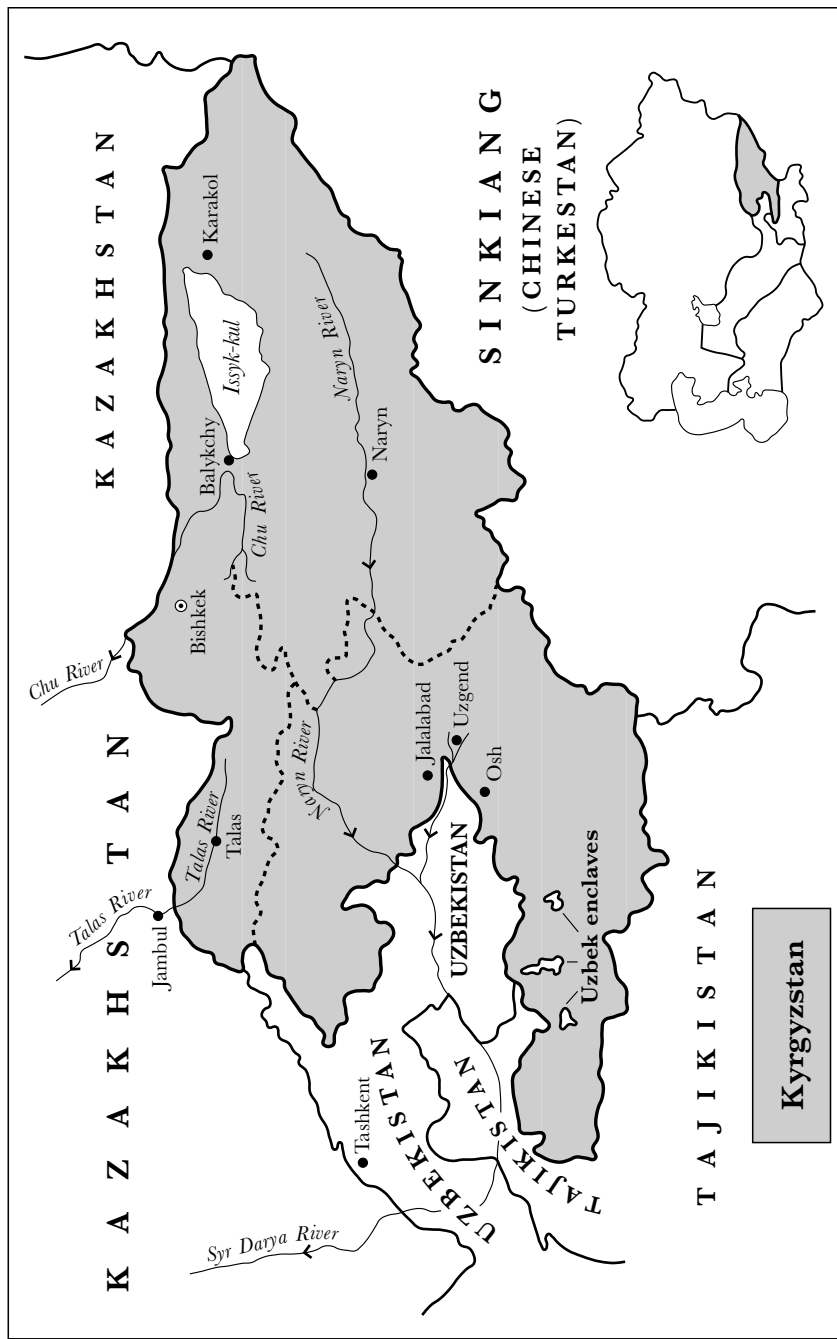 KAZAKHSTAN
KAZAKHSTAN
SINKIANG
(CHINESE
TURKESTAN)
Chu River
Talas River
Jambul
Talas River
Talas
Bishkek
Balykchy
Chu River
Issyk-kul
Karakol
Naryn River
Naryn
Naryn River
Jalalabad
Uzgend
Osh
UZBEKISTAN
Uzbek enclaves
Tashkent
UZBEKISTAN
TAJIKISTAN
Syr Darya River
TAJIKISTAN
Kyrgyzstan